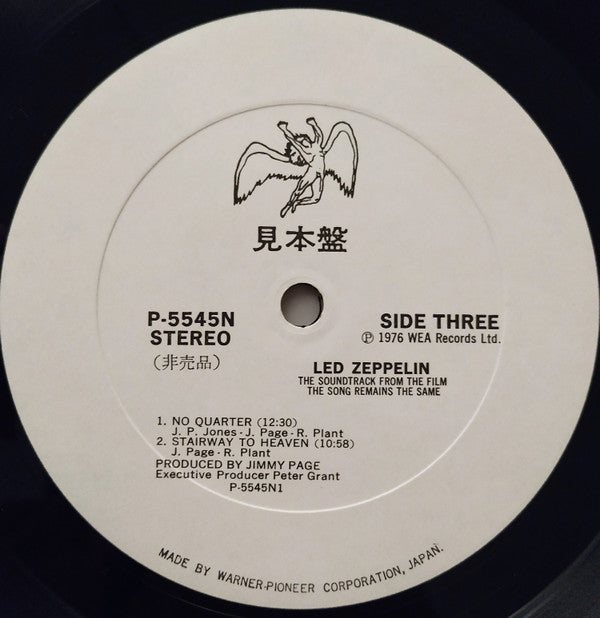 見本盤
P-5545N
STEREO
(非売品)
SIDE THREE
Ⓟ 1976 WEA Records Ltd.
LED ZEPPELIN
THE SOUNDTRACK FROM THE FILM
THE SONG REMAINS THE SAME
1. NO QUARTER (12:30)
J. P. Jones・J. Page・R. Plant
2. STAIRWAY TO HEAVEN (10:58)
J. Page・R. Plant
PRODUCED BY JIMMY PAGE
Executive Producer Peter Grant
P-5545N1
MADE BY WARNER-PIONEER CORPORATION, JAPAN.